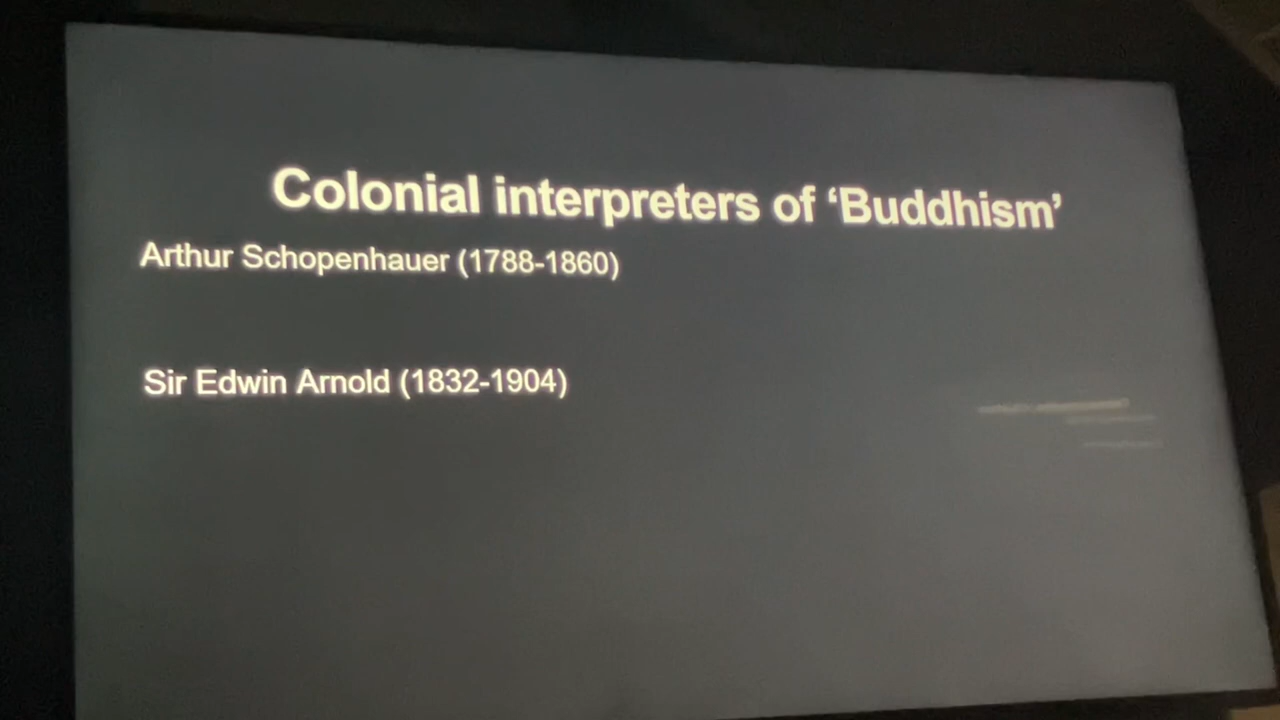 Colonial interpreters of ‘Buddhism’
Arthur Schopenhauer (1788-1860)
Sir Edwin Arnold (1832-1904)